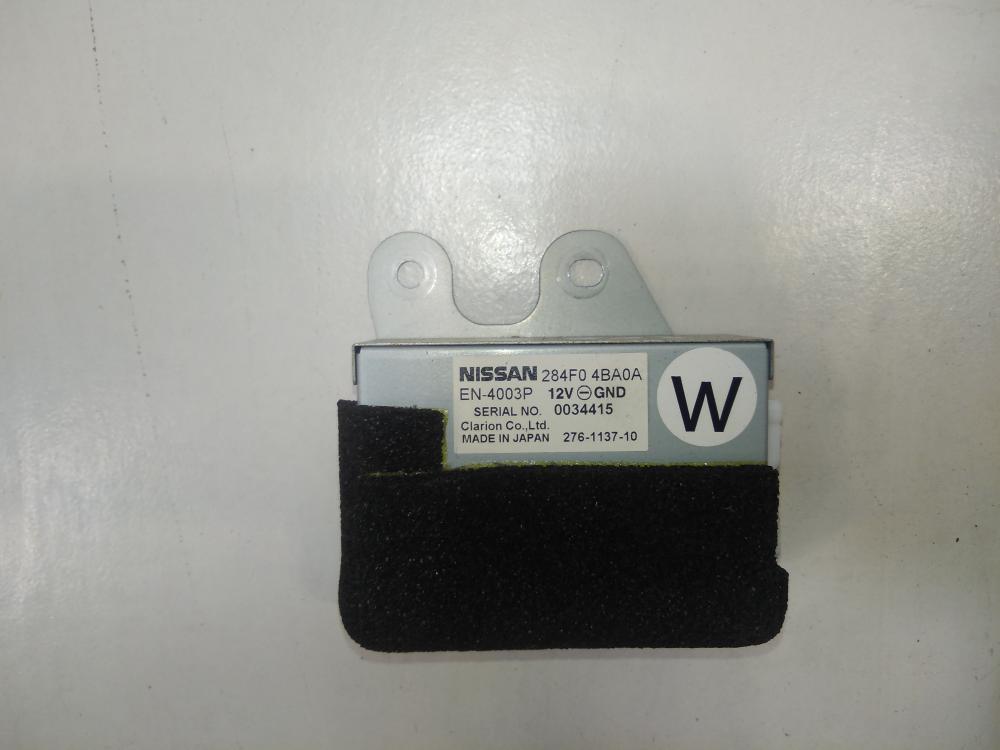 NISSAN 284F0 4BA0A
EN-4003P 12V⊖GND
SERIAL NO. 0034415
Clarion Co.,Ltd.
MADE IN JAPAN 276-1137-10
W